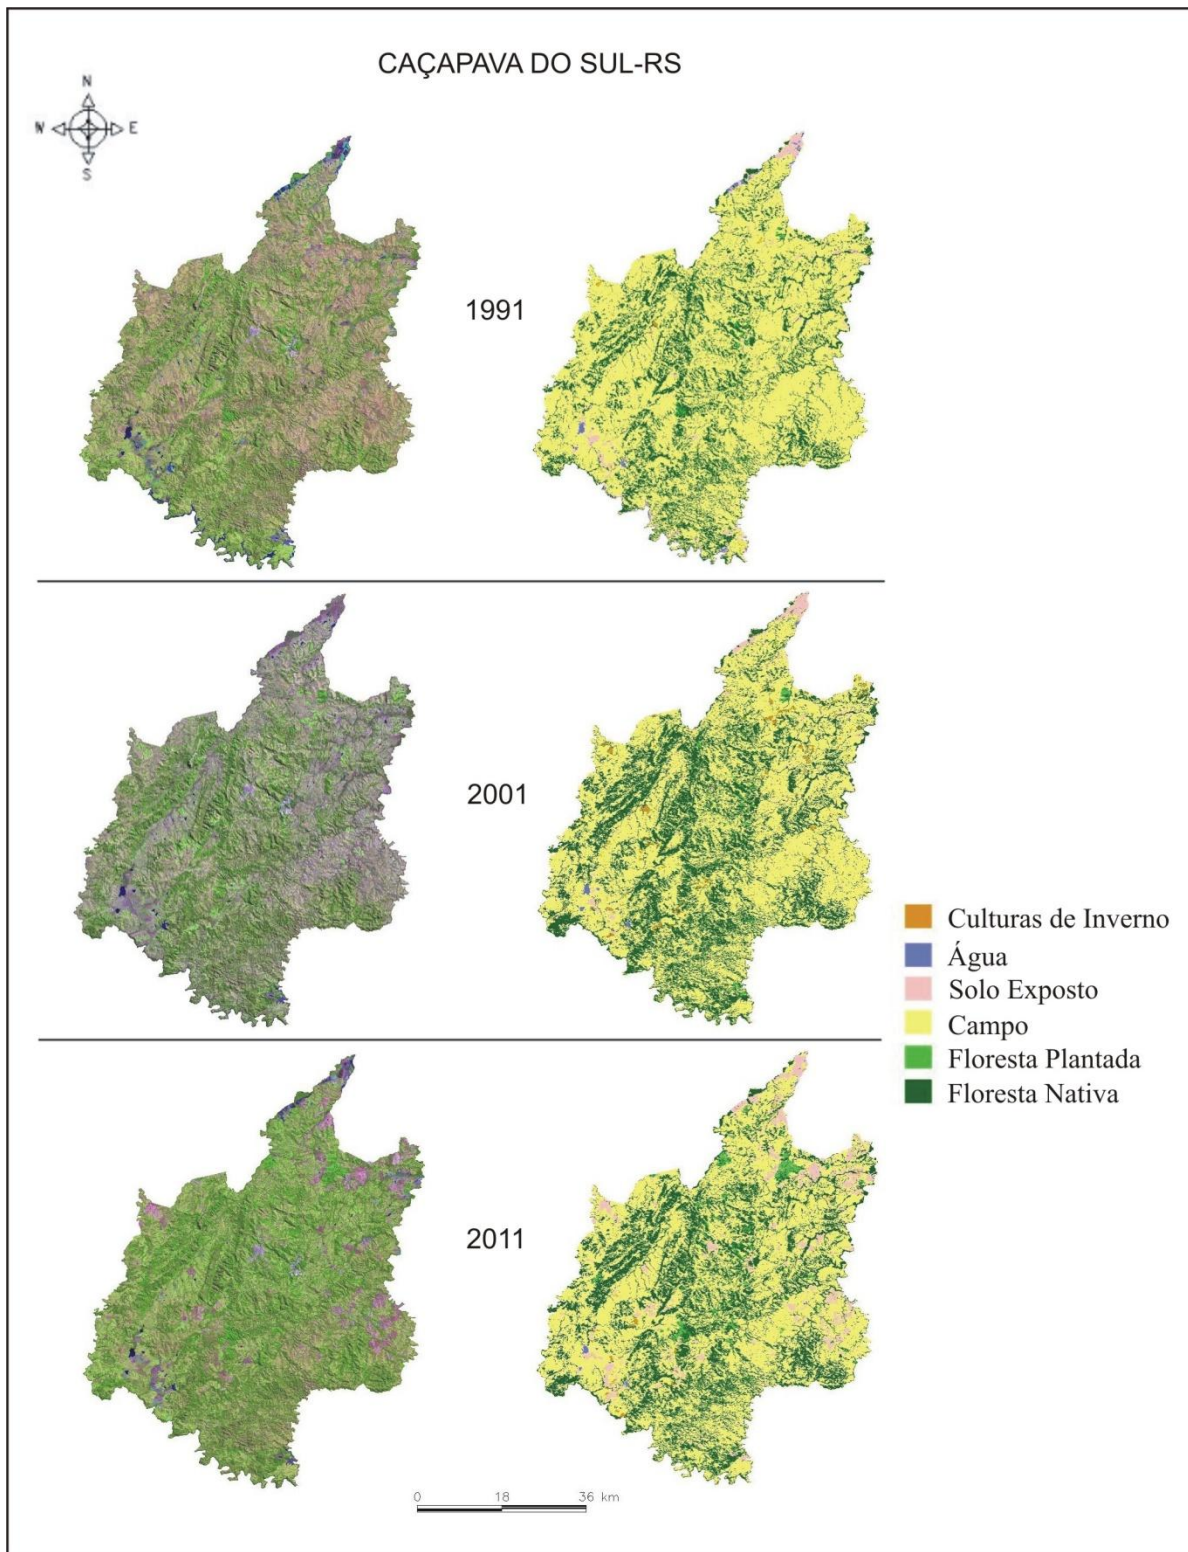 CAÇAPAVA DO SUL-RS
N
W E
S
1991
2001
Culturas de Inverno
Água
Solo Exposto
Campo
Floresta Plantada
Floresta Nativa
2011
0 18 36 km